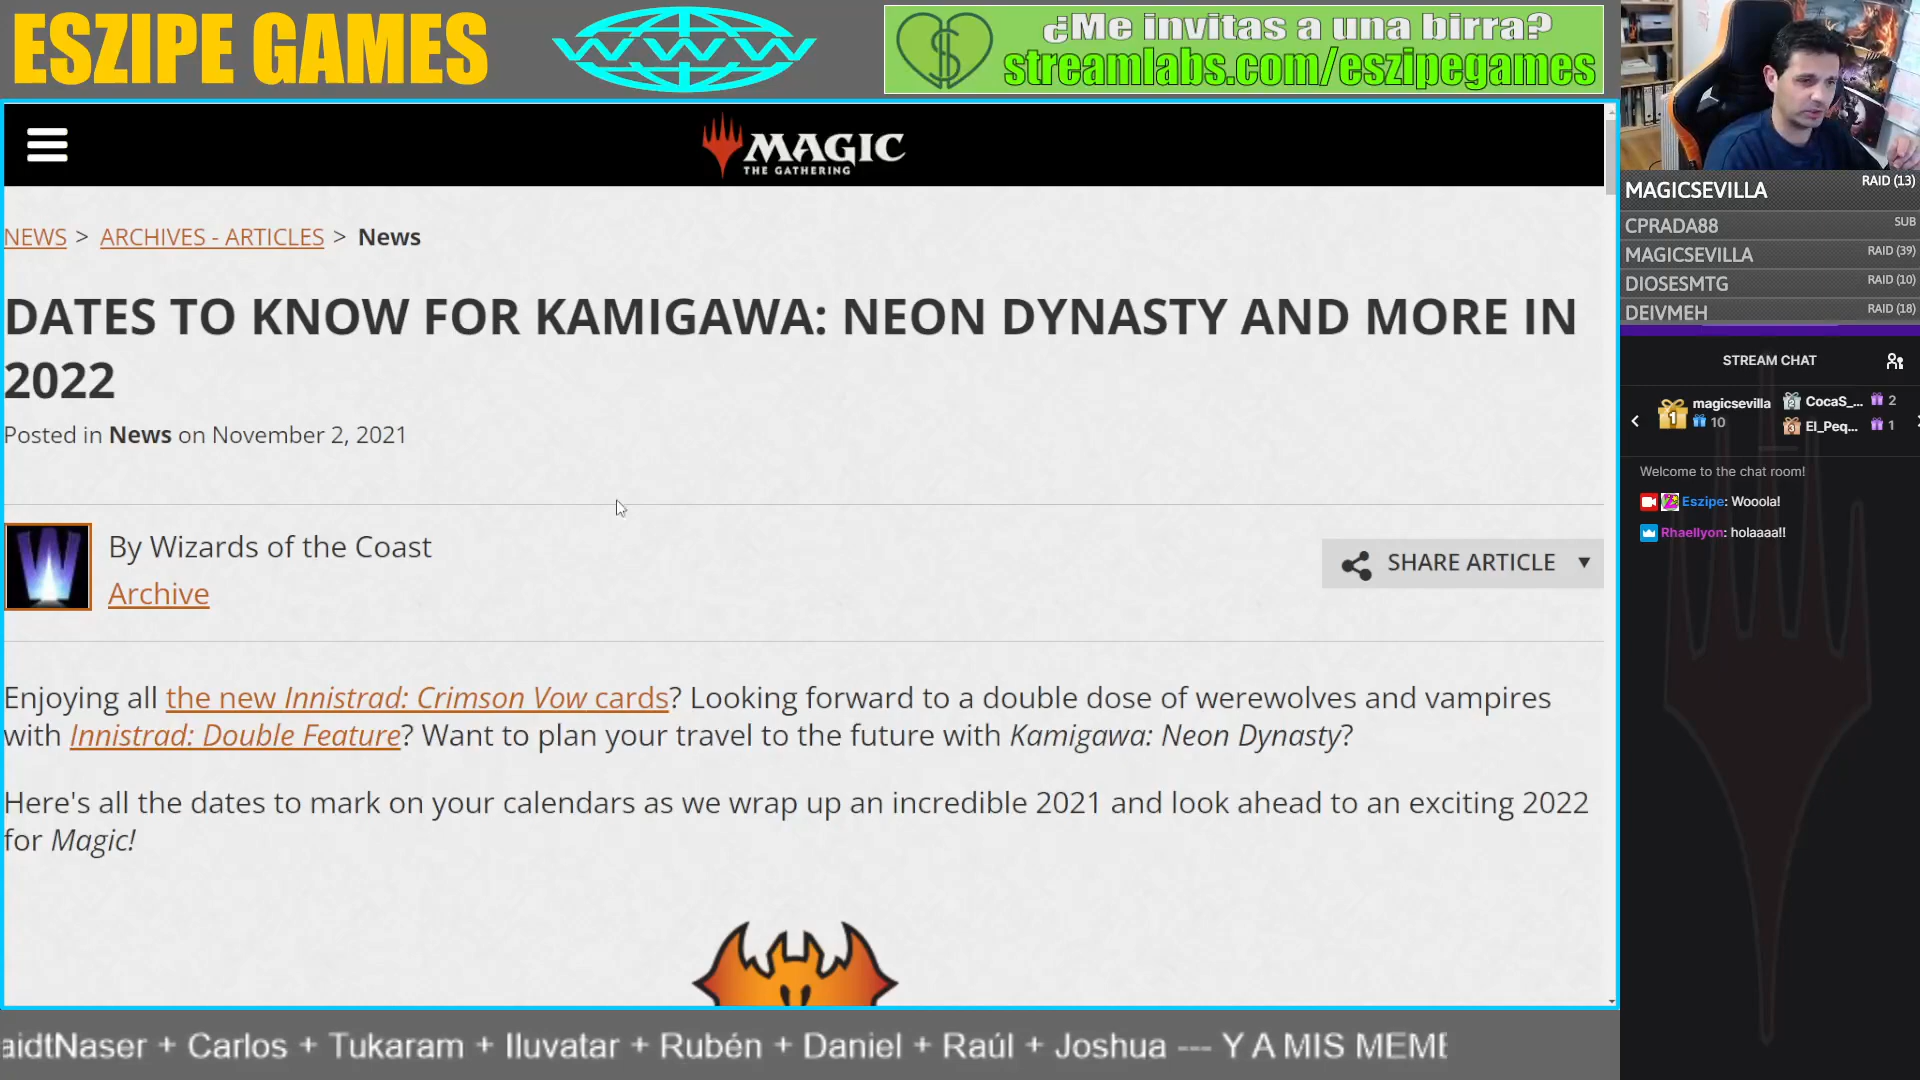 ESZIPE GAMES
WWW
¿Me invitas a una birra?
streamlabs.com/eszipegames
MAGIC
THE GATHERING
NEWS > ARCHIVES - ARTICLES > News
DATES TO KNOW FOR KAMIGAWA: NEON DYNASTY AND MORE IN
2022
Posted in News on November 2, 2021
By Wizards of the Coast
Archive
SHARE ARTICLE
Enjoying all the new Innistrad: Crimson Vow cards? Looking forward to a double dose of werewolves and vampires
with Innistrad: Double Feature? Want to plan your travel to the future with Kamigawa: Neon Dynasty?
Here's all the dates to mark on your calendars as we wrap up an incredible 2021 and look ahead to an exciting 2022
for Magic!
MAGICSEVILLA RAID (13)
CPRADA88 SUB
MAGICSEVILLA RAID (39)
DIOSESMTG RAID (10)
DEIVMEH RAID (18)
STREAM CHAT
1 magicsevilla 10
2 CocaS_... 2
3 El_Peq... 1
Welcome to the chat room!
Eszipe: Wooola!
Rhaellyon: holaaaa!!
aidtNaser + Carlos + Tukaram + Iluvatar + Rubén + Daniel + Raúl + Joshua --- Y A MIS MEME